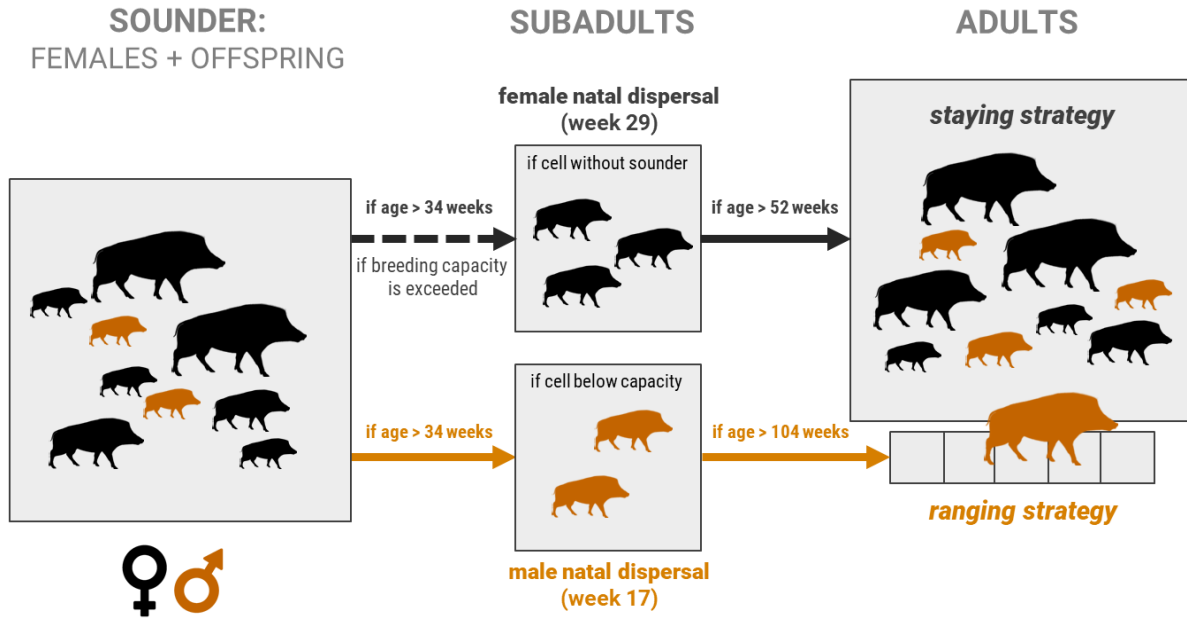 SOUNDER:
FEMALES + OFFSPRING
SUBADULTS
ADULTS
female natal dispersal
(week 29)
if cell without sounder
if age > 34 weeks
if breeding capacity
is exceeded
if age > 52 weeks
staying strategy
if cell below capacity
if age > 34 weeks
if age > 104 weeks
male natal dispersal
(week 17)
ranging strategy